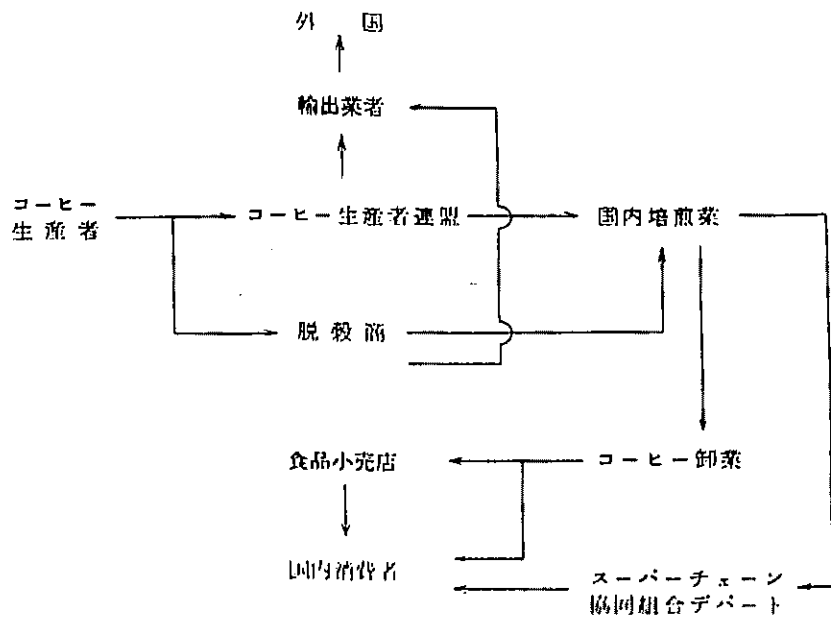 外国
輸出業者
コーヒー
生産者
コーヒー生産者連盟
国内培煎業
脱穀商
食品小売店
コーヒー卸業
国内消費者
スーパーチェーン
協同組合デパート